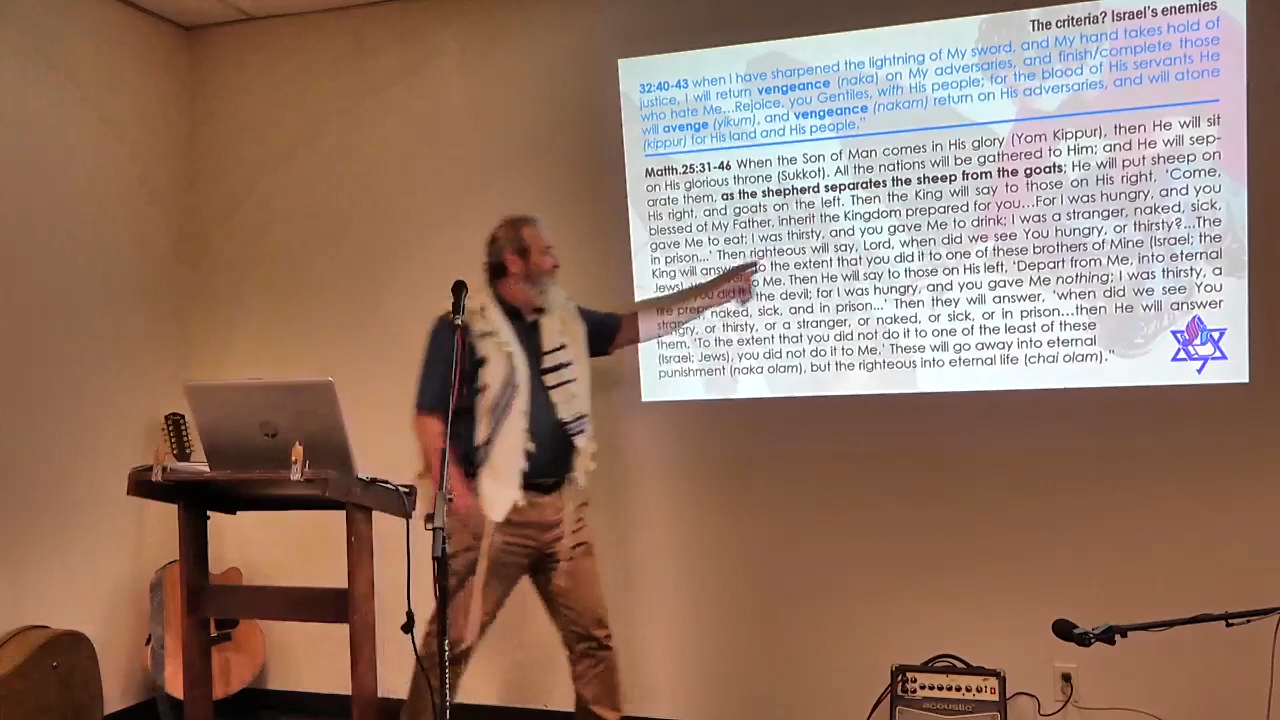 The criteria? Israel's enemies
32:40-43 when I have sharpened the lightning of My sword, and My hand takes hold of
justice, I will return vengeance (naka) on My adversaries, and finish/complete those
who hate Me...Rejoice, you Gentiles, with His people; for the blood of His servants He
will avenge (yikum), and vengeance (nakam) return on His adversaries, and will atone
(kippur) for His land and His people."
Matth.25:31-46 When the Son of Man comes in His glory (Yom Kippur), then He will sit
on His glorious throne (Sukkot). All the nations will be gathered to Him; and He will sep-
arate them, as the shepherd separates the sheep from the goats; He will put sheep on
His right, and goats on the left. Then the King will say to those on His right, 'Come,
blessed of My Father, inherit the Kingdom prepared for you...For I was hungry, and you
gave Me to eat; I was thirsty, and you gave Me to drink; I was a stranger, naked, sick,
in prison...' Then righteous will say, Lord, when did we see You hungry, or thirsty?...The
King will to the extent that you did it to one of these brothers of Mine (Israel; the
Jews), you did it to Me. Then He will say to those on His left, 'Depart from Me, into eternal
fire the devil; for I was hungry, and you gave Me nothing; I was thirsty, a
naked, sick, and in prison...' Then they will answer, 'when did we see You
or thirsty, or a stranger, or naked, or sick, or in prison...then He will answer
them, 'To the extent that you did not do it to one of the least of these
(Israel; Jews), you did not do it to Me.' These will go away into eternal
punishment (naka olam), but the righteous into eternal life (chai olam)."
hp
Fender
acoustic